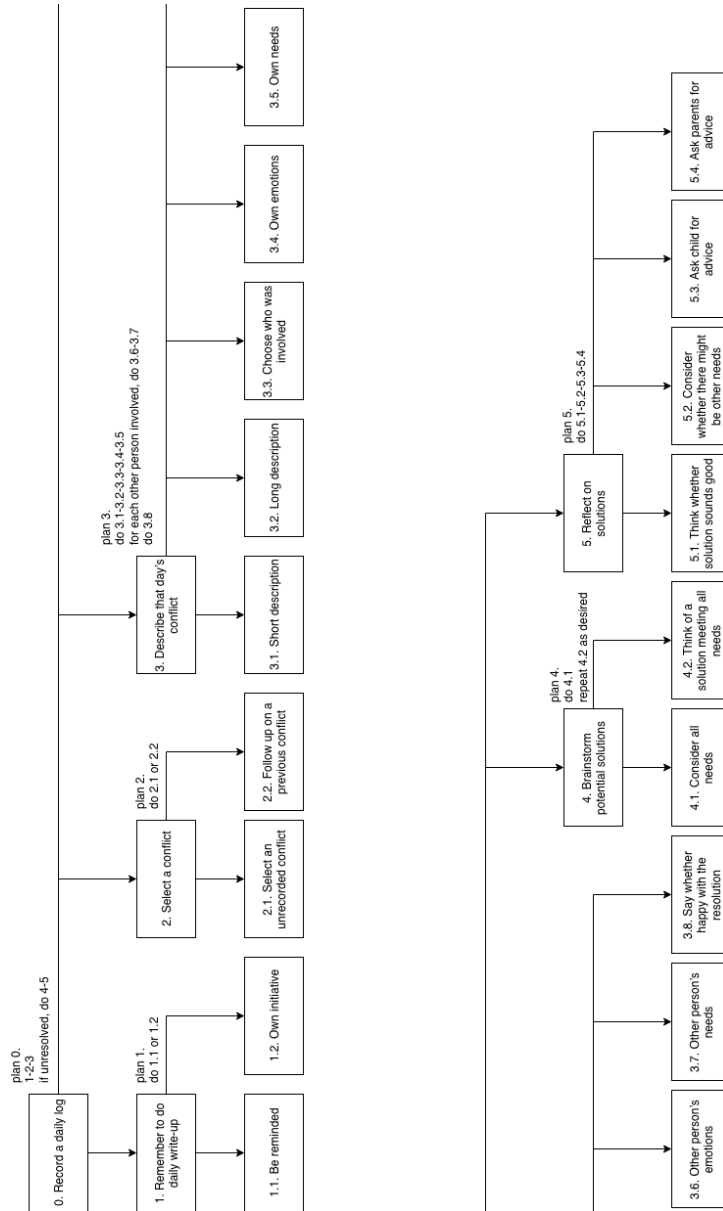 plan 0.
1-2-3
if unresolved, do 4-5
0. Record a daily log
plan 1.
do 1.1 or 1.2
1. Remember to do
daily write-up
1.1. Be reminded
1.2. Own initiative
plan 2.
do 2.1 or 2.2
2. Select a conflict
2.1. Select an
unrecorded conflict
2.2. Follow up on a
previous conflict
plan 3.
do 3.1-3.2-3.3-3.4-3.5
for each other person involved, do 3.6-3.7
do 3.8
3. Describe that day's
conflict
3.1. Short description
3.2. Long description
3.3. Choose who was
involved
3.4. Own emotions
3.5. Own needs
3.6. Other person's
emotions
3.7. Other person's
needs
3.8. Say whether
happy with the
resolution
plan 4.
do 4.1
repeat 4.2 as desired
4. Brainstorm
potential solutions
4.1. Consider all
needs
4.2. Think of a
solution meeting all
needs
plan 5.
do 5.1-5.2-5.3-5.4
5. Reflect on
solutions
5.1. Think whether
solution sounds good
5.2. Consider
whether there might
be other needs
5.3. Ask child for
advice
5.4. Ask parents for
advice